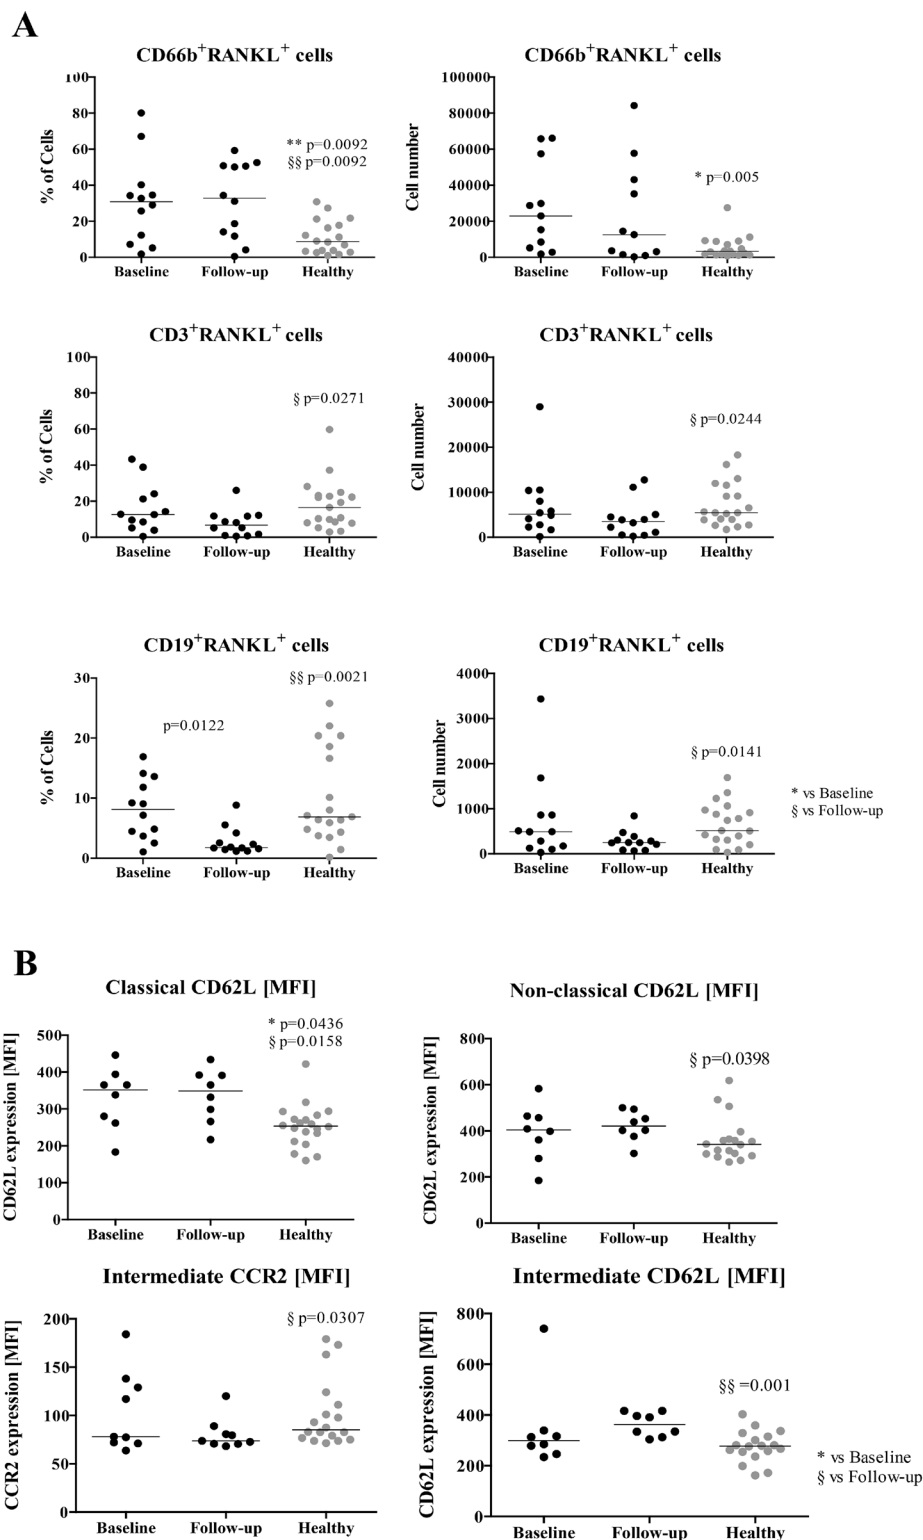 A
CD66b+RANKL+ cells
% of Cells
100
80
60
40
20
0
** p=0.0092
§§ p=0.0092
Baseline Follow-up Healthy
CD66b+RANKL+ cells
Cell number
100000
80000
60000
40000
20000
0
* p=0.005
Baseline Follow-up Healthy
CD3+RANKL+ cells
% of Cells
100
80
60
40
20
0
§ p=0.0271
Baseline Follow-up Healthy
CD3+RANKL+ cells
Cell number
40000
30000
20000
10000
0
§ p=0.0244
Baseline Follow-up Healthy
CD19+RANKL+ cells
% of Cells
30
20
10
0
p=0.0122
§§ p=0.0021
Baseline Follow-up Healthy
CD19+RANKL+ cells
Cell number
4000
3000
2000
1000
0
§ p=0.0141
Baseline Follow-up Healthy
* vs Baseline
§ vs Follow-up
B
Classical CD62L [MFI]
CD62L expression [MFI]
500
400
300
200
100
0
* p=0.0436
§ p=0.0158
Baseline Follow-up Healthy
Non-classical CD62L [MFI]
CD62L expression [MFI]
800
600
400
200
0
§ p=0.0398
Baseline Follow-up Healthy
Intermediate CCR2 [MFI]
CCR2 expression [MFI]
200
150
100
50
0
§ p=0.0307
Baseline Follow-up Healthy
Intermediate CD62L [MFI]
CD62L expression [MFI]
800
600
400
200
0
§§ =0.001
Baseline Follow-up Healthy
* vs Baseline
§ vs Follow-up